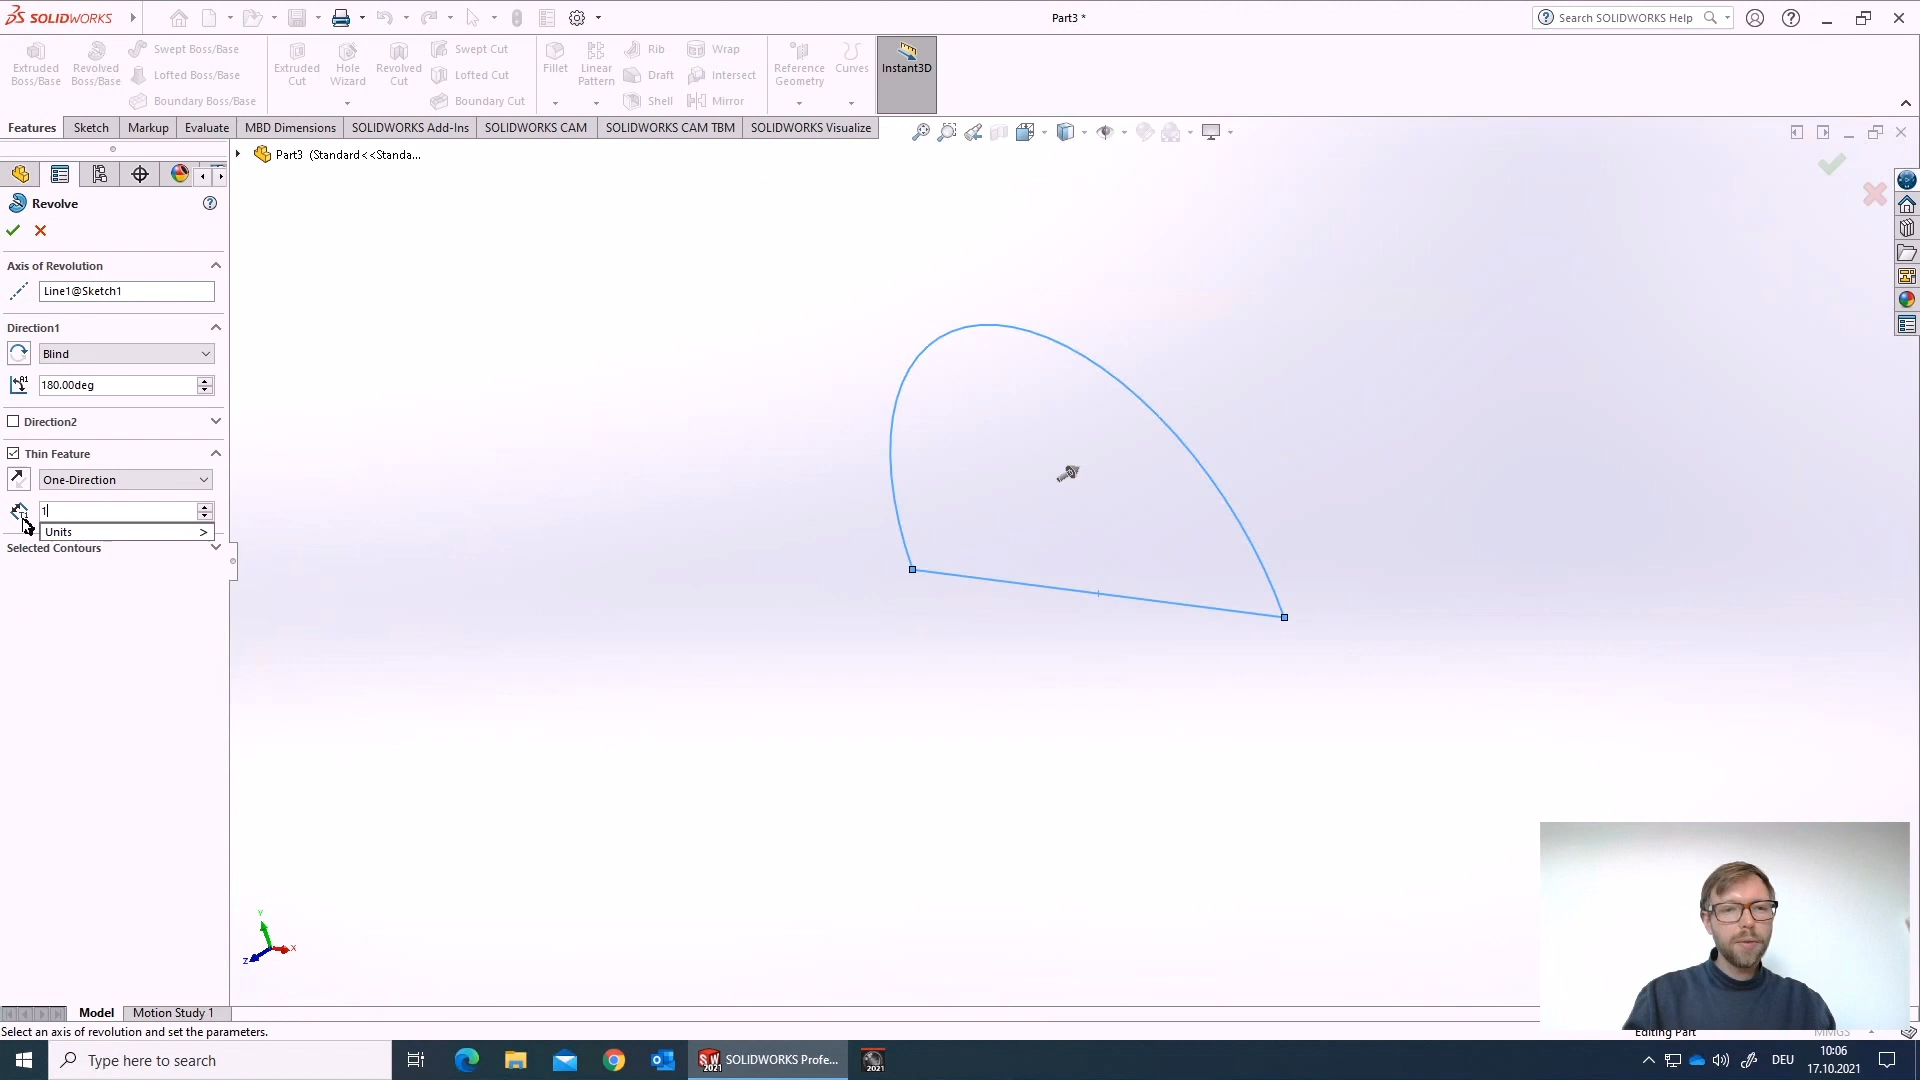 SOLIDWORKS
Part3 *
Search SOLIDWORKS Help
Extruded Boss/Base
Revolved Boss/Base
Swept Boss/Base
Lofted Boss/Base
Boundary Boss/Base
Extruded Cut
Hole Wizard
Revolved Cut
Swept Cut
Lofted Cut
Boundary Cut
Fillet
Linear Pattern
Rib
Draft
Shell
Wrap
Intersect
Mirror
Reference Geometry
Curves
Instant3D
Features
Sketch
Markup
Evaluate
MBD Dimensions
SOLIDWORKS Add-Ins
SOLIDWORKS CAM
SOLIDWORKS CAM TBM
SOLIDWORKS Visualize
Part3 (Standard<<Standa...
Revolve
Axis of Revolution
Line1@Sketch1
Direction1
Blind
180.00deg
Direction2
Thin Feature
One-Direction
1
Units >
Selected Contours
Y
X
Z
Model
Motion Study 1
Select an axis of revolution and set the parameters.
Editing Part
MMGS
Type here to search
SOLIDWORKS Profe...
DEU
10:06
17.10.2021